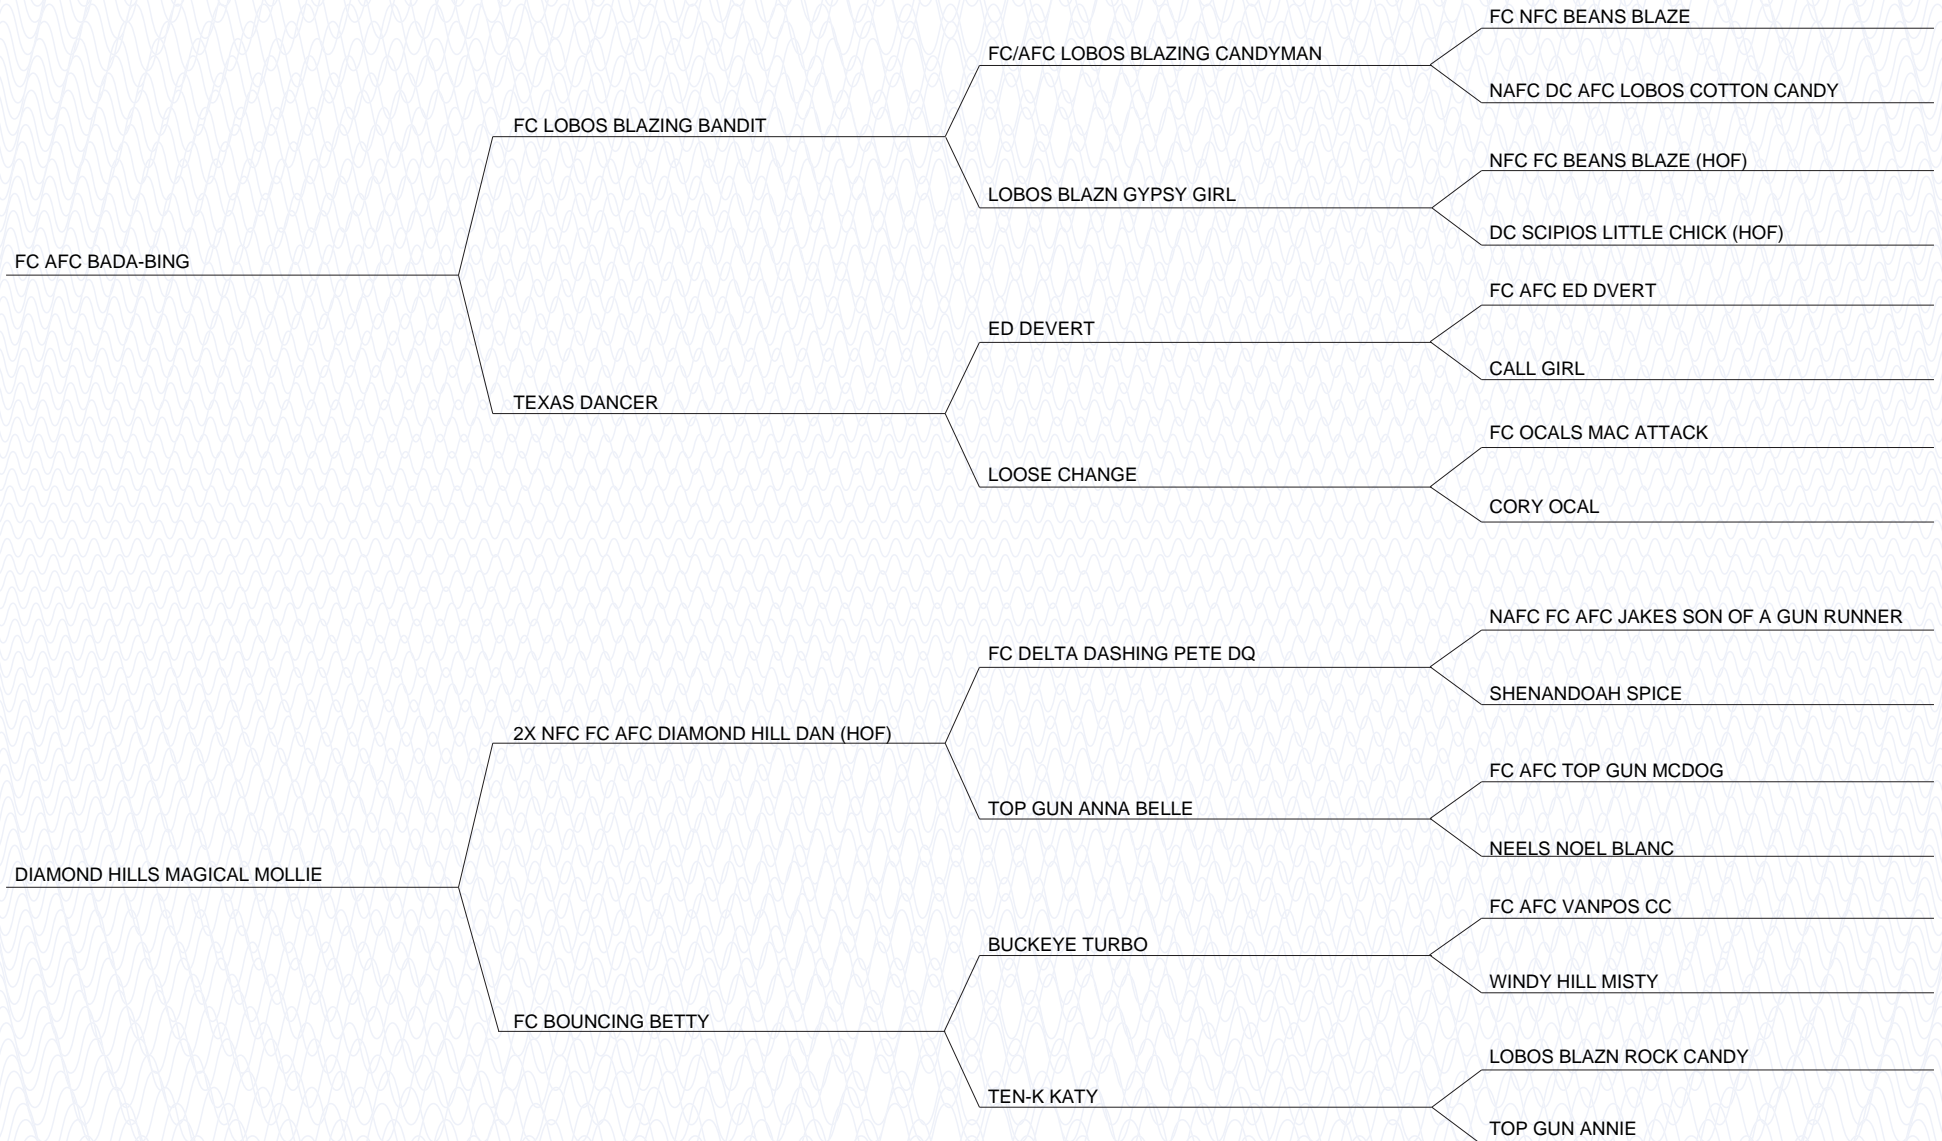 FC NFC BEANS BLAZE
FC/AFC LOBOS BLAZING CANDYMAN
NAFC DC AFC LOBOS COTTON CANDY
FC LOBOS BLAZING BANDIT
NFC FC BEANS BLAZE (HOF)
LOBOS BLAZN GYPSY GIRL
DC SCIPIOS LITTLE CHICK (HOF)
FC AFC BADA-BING
FC AFC ED DVERT
ED DEVERT
CALL GIRL
TEXAS DANCER
FC OCALS MAC ATTACK
LOOSE CHANGE
CORY OCAL
NAFC FC AFC JAKES SON OF A GUN RUNNER
FC DELTA DASHING PETE DQ
SHENANDOAH SPICE
2X NFC FC AFC DIAMOND HILL DAN (HOF)
FC AFC TOP GUN MCDOG
TOP GUN ANNA BELLE
NEELS NOEL BLANC
DIAMOND HILLS MAGICAL MOLLIE
FC AFC VANPOS CC
BUCKEYE TURBO
WINDY HILL MISTY
FC BOUNCING BETTY
LOBOS BLAZN ROCK CANDY
TEN-K KATY
TOP GUN ANNIE